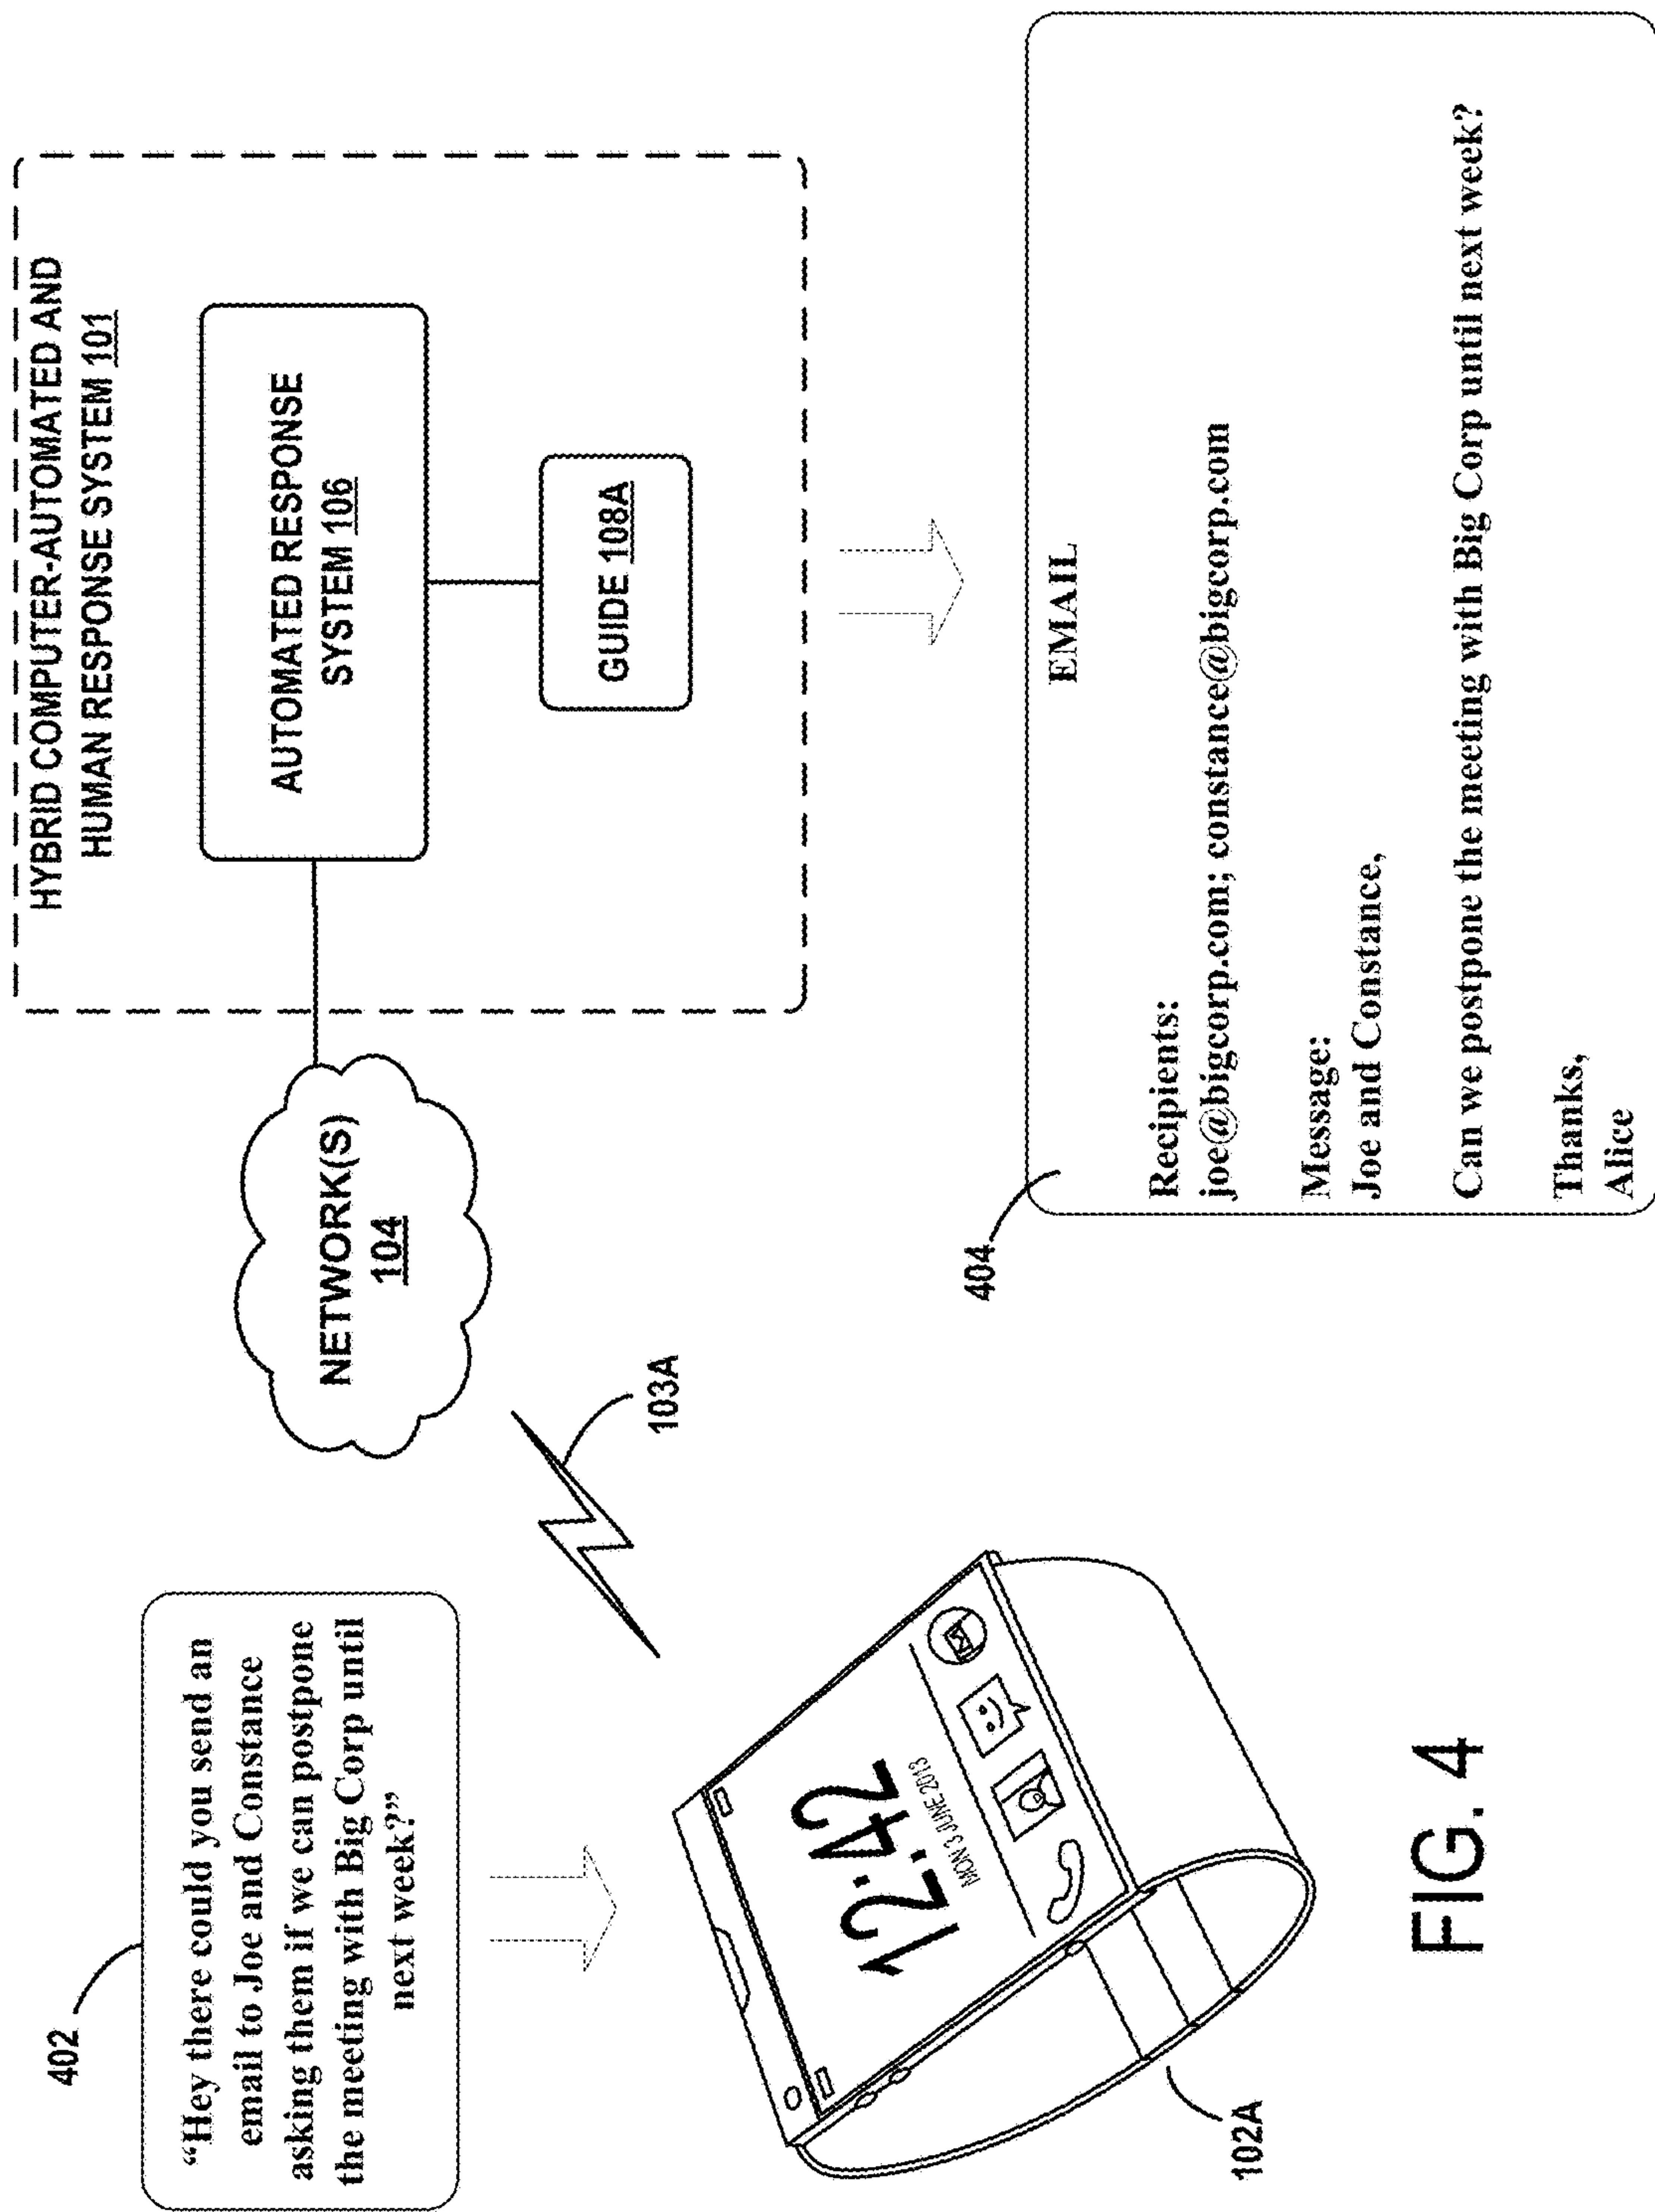 402
“Hey there could you send an
email to Joe and Constance
asking them if we can postpone
the meeting with Big Corp until
next week?”
NETWORK(S)
104
HYBRID COMPUTER-AUTOMATED AND
HUMAN RESPONSE SYSTEM 101
AUTOMATED RESPONSE
SYSTEM 106
GUIDE 108A
103A
12:42
MON 3 JUNE 2013
102A
404
EMAIL
Recipients:
joe@bigcorp.com; constance@bigcorp.com
Message:
Joe and Constance,
Can we postpone the meeting with Big Corp until next week?
Thanks,
Alice
FIG. 4